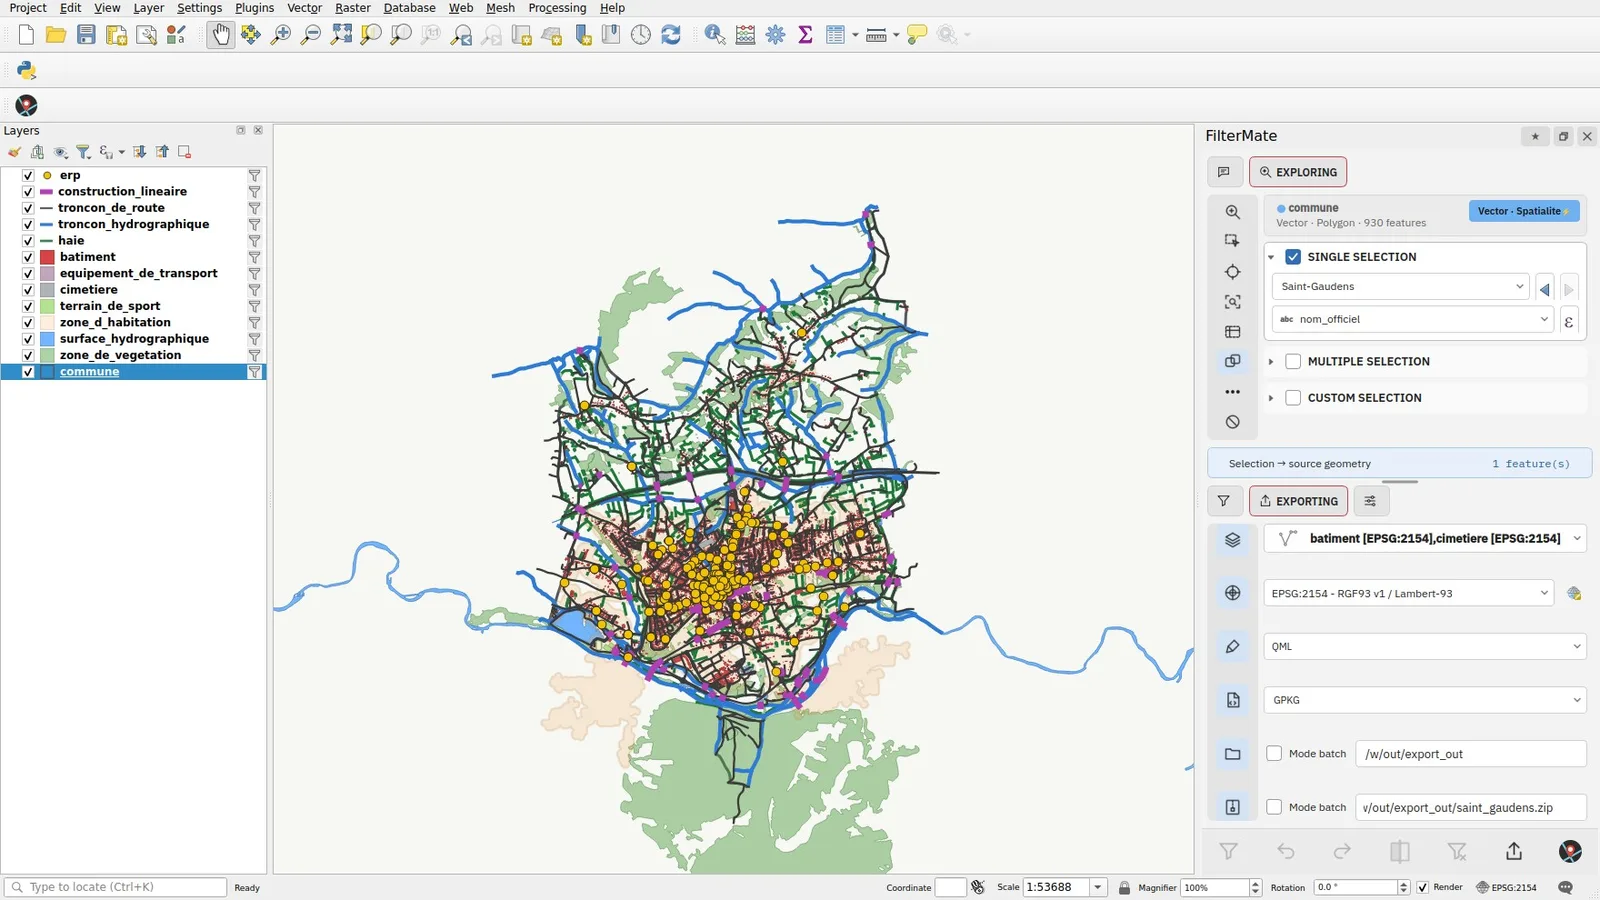 Project Edit View Layer Settings Plugins Vector Raster Database Web Mesh Processing Help
Layers
erp
construction_lineaire
troncon_de_route
troncon_hydrographique
haie
batiment
equipement_de_transport
cimetiere
terrain_de_sport
zone_d_habitation
surface_hydrographique
zone_de_vegetation
commune
FilterMate
EXPLORING
commune
Vector · Polygon · 930 features
Vector · Spatialite
SINGLE SELECTION
Saint-Gaudens
abc nom_officiel
ε
MULTIPLE SELECTION
CUSTOM SELECTION
Selection → source geometry 1 feature(s)
EXPORTING
batiment [EPSG:2154],cimetiere [EPSG:2154]
EPSG:2154 - RGF93 v1 / Lambert-93
QML
GPKG
Mode batch /w/out/export_out
Mode batch v/out/export_out/saint_gaudens.zip
Type to locate (Ctrl+K) Ready Coordinate Scale 1:53688 Magnifier 100% Rotation 0.0 ° Render EPSG:2154